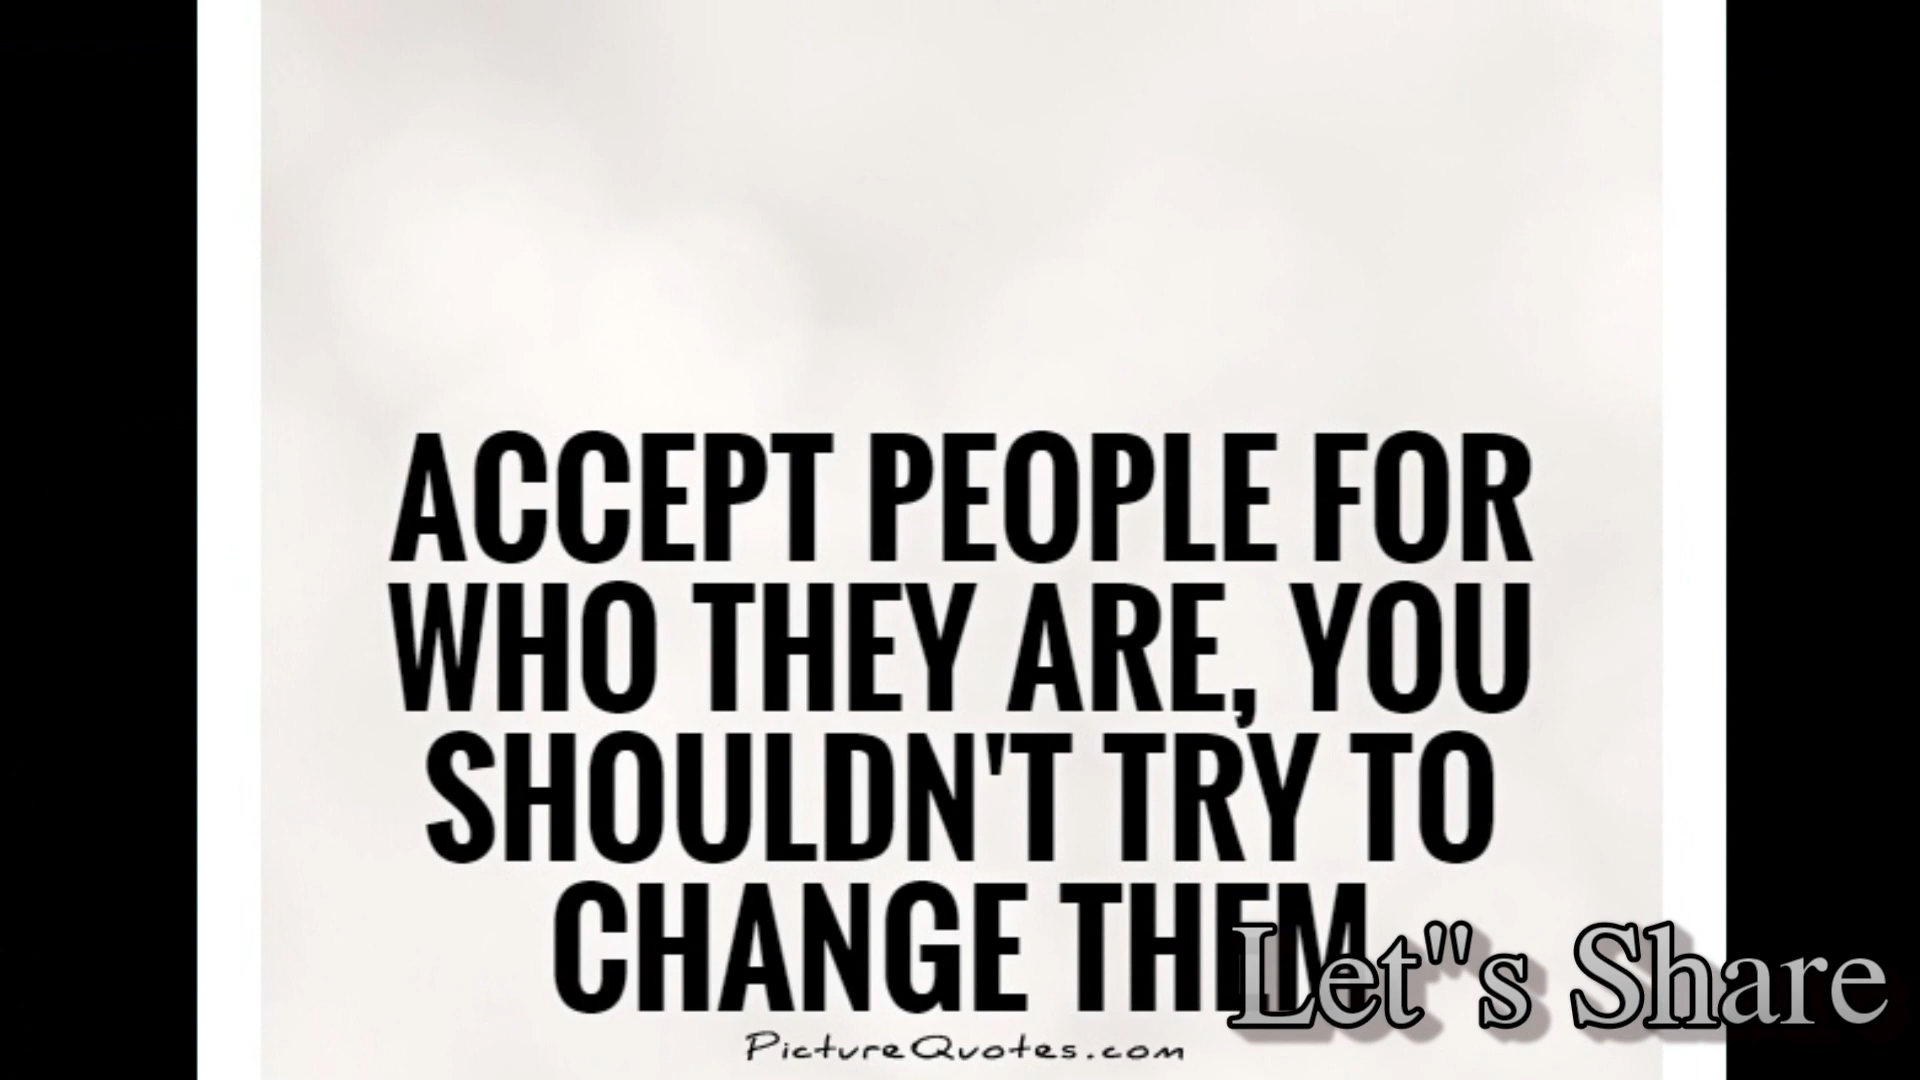 ACCEPT PEOPLE FOR
WHO THEY ARE, YOU
SHOULDN'T TRY TO
CHANGE THEM
Let"s Share
PictureQuotes.com